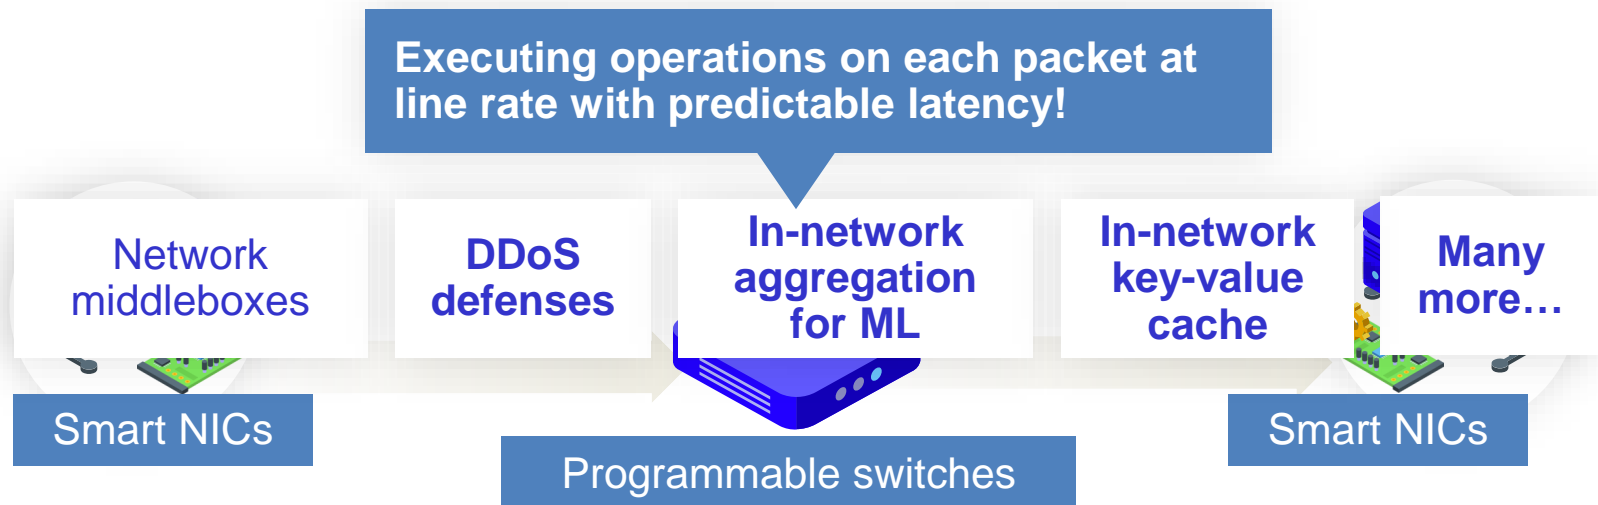 Executing operations on each packet at
line rate with predictable latency!
Network
middleboxes
DDoS
defenses
In-network
aggregation
for ML
In-network
key-value
cache
Many
more…
Smart NICs
Programmable switches
Smart NICs